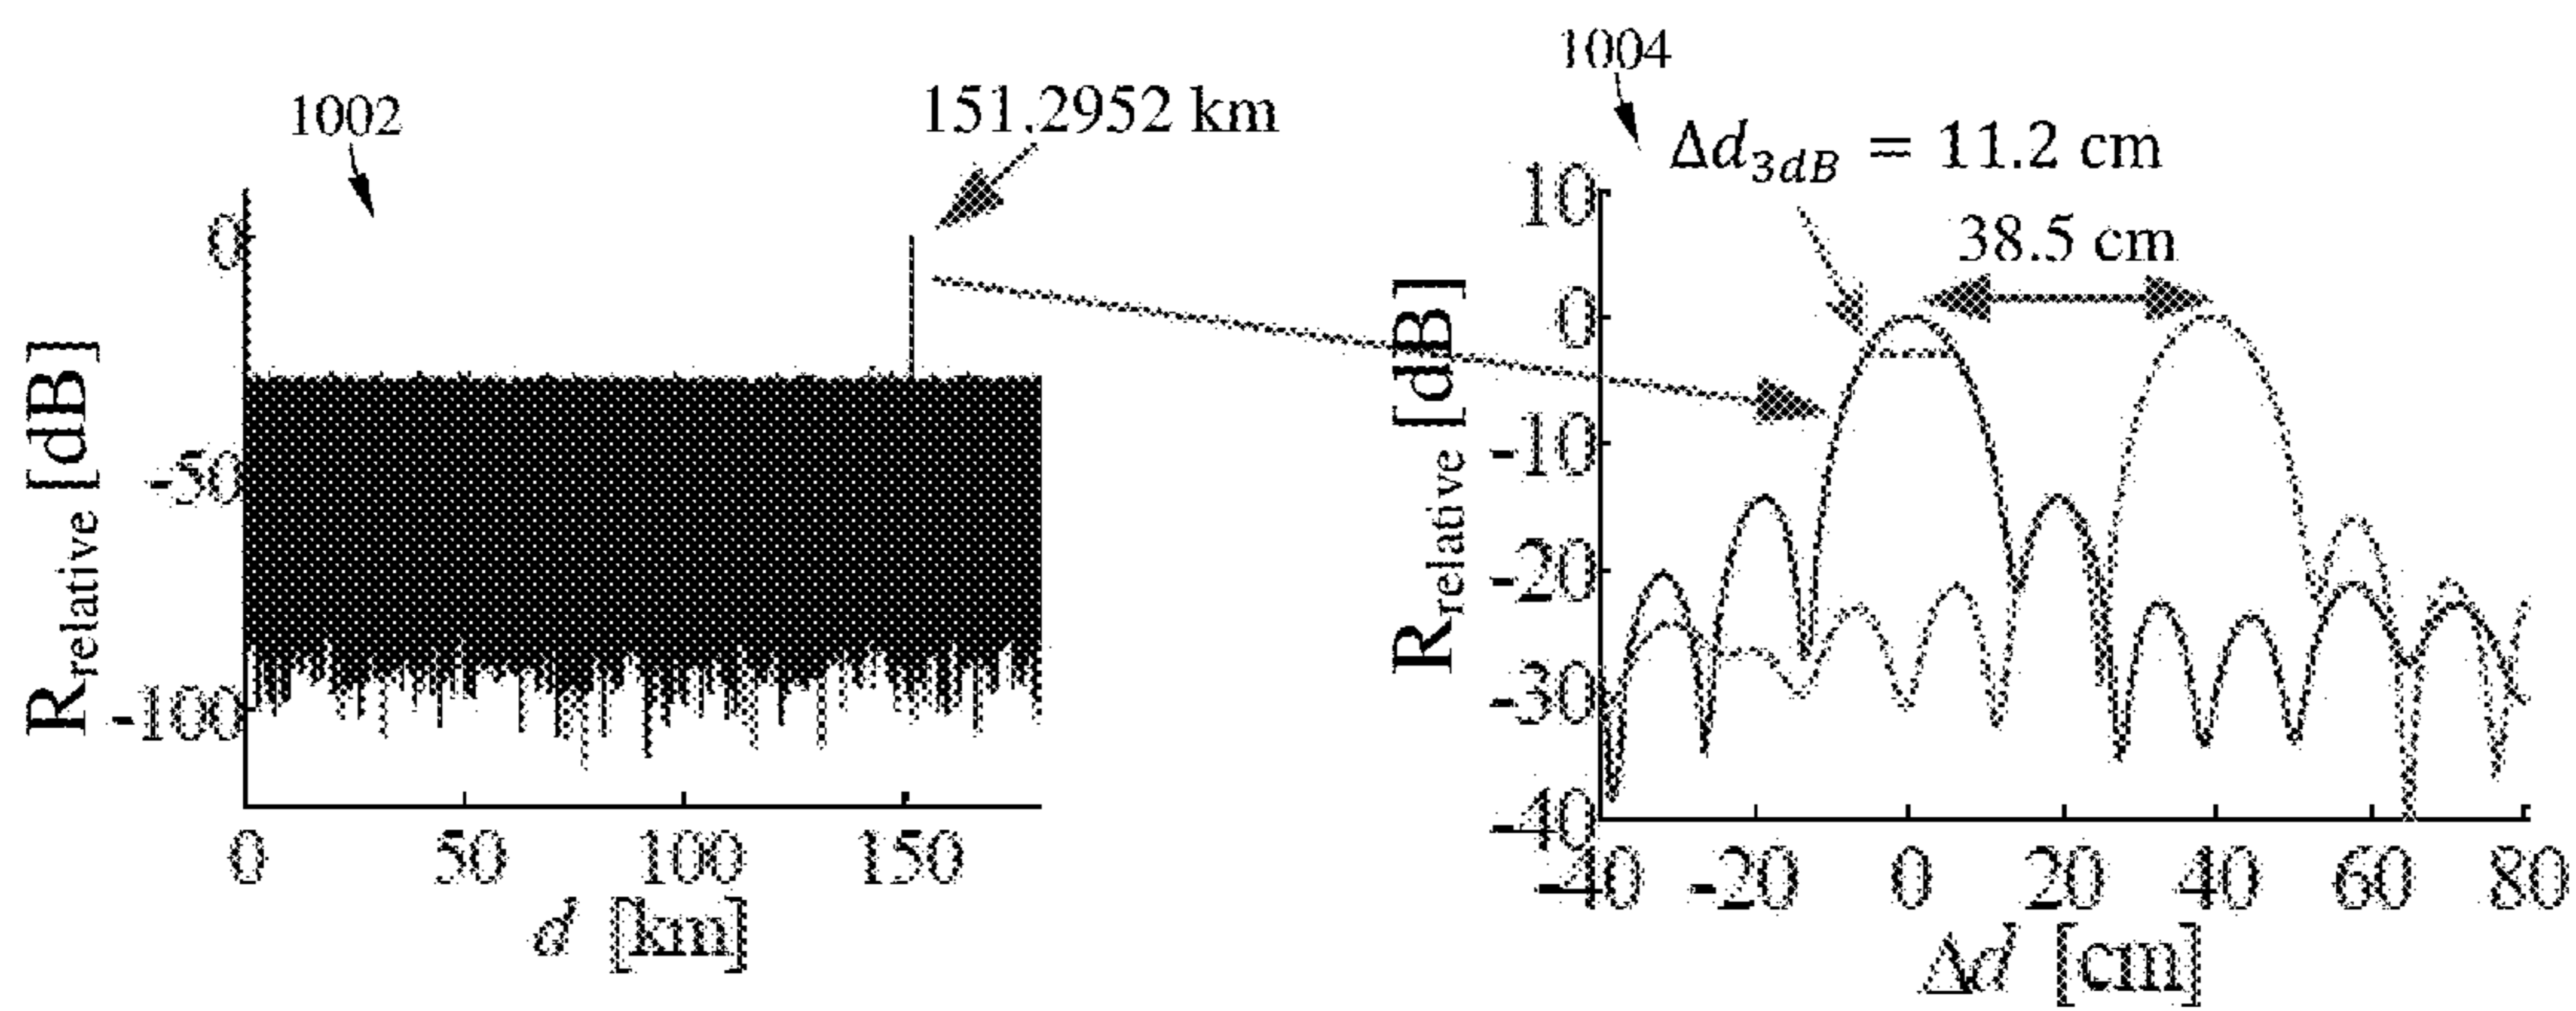 1002
151.2952 km
0
-50
-100
R_relative [dB]
0 50 100 150
d [km]
1004
Δd_3dB = 11.2 cm
38.5 cm
10
0
-10
-20
-30
-40
R_relative [dB]
-40 -20 0 20 40 60 80
Δd [cm]